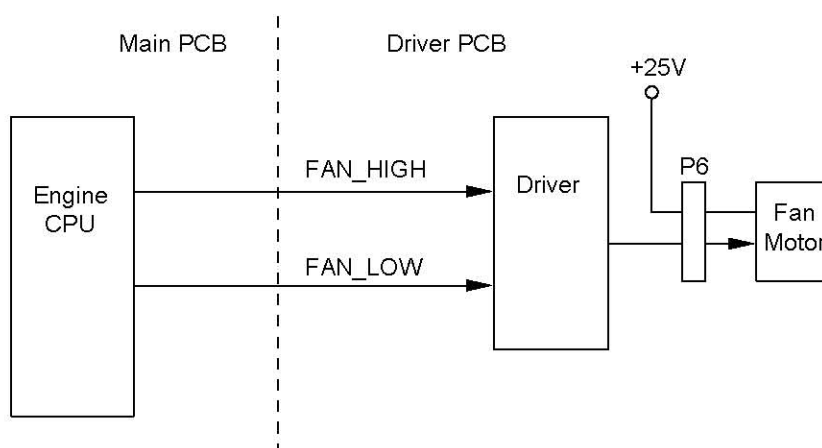 Main PCB
Driver PCB
+25V
P6
FAN_HIGH
Driver
Engine
CPU
Fan
Motor
FAN_LOW